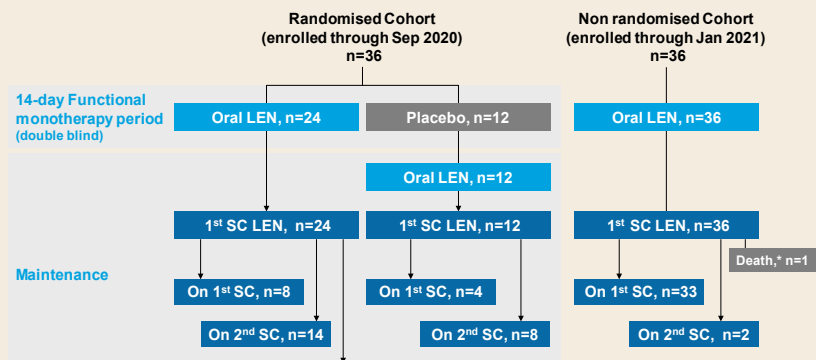 Randomised Cohort
(enrolled through Sep 2020)
n=36
Non randomised Cohort
(enrolled through Jan 2021)
n=36
14-day Functional
monotherapy period
(double blind)
Oral LEN, n=24
Placebo, n=12
Oral LEN, n=36
Oral LEN, n=12
1st SC LEN, n=24
1st SC LEN, n=12
1st SC LEN, n=36
Death,* n=1
Maintenance
On 1st SC, n=8
On 1st SC, n=4
On 1st SC, n=33
On 2nd SC, n=14
On 2nd SC, n=8
On 2nd SC, n=2